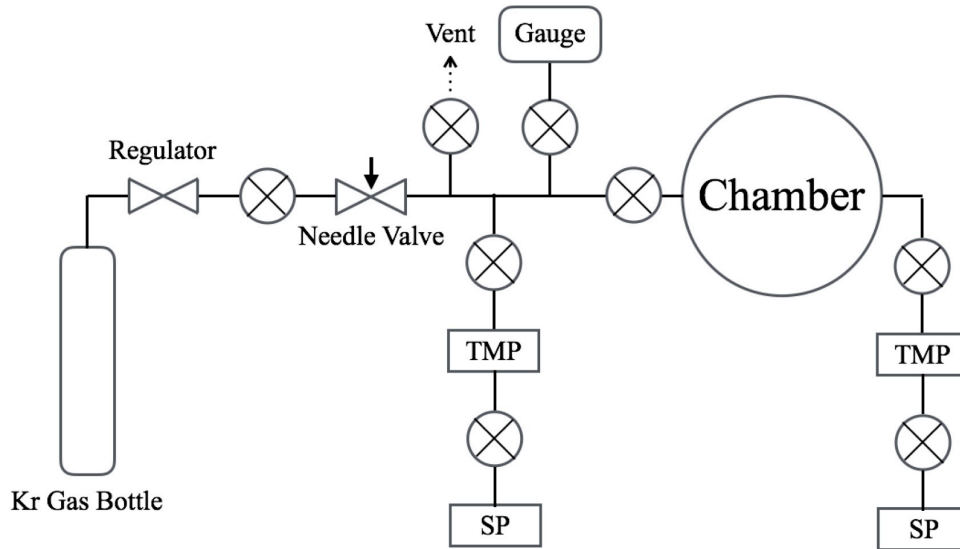 Vent
Gauge
Regulator
Chamber
Needle Valve
TMP
TMP
Kr Gas Bottle
SP
SP